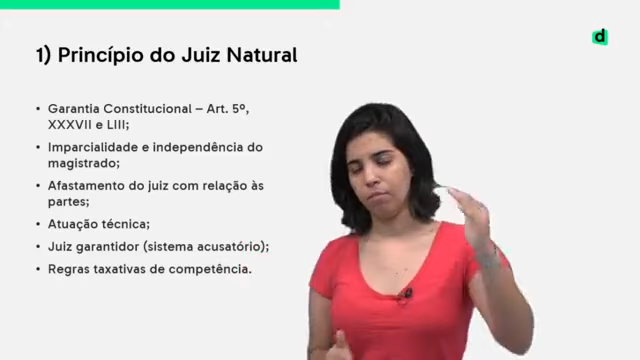 d
1) Princípio do Juiz Natural
• Garantia Constitucional – Art. 5º,
XXXVII e LIII;
• Imparcialidade e independência do
magistrado;
• Afastamento do juiz com relação às
partes;
• Atuação técnica;
• Juiz garantidor (sistema acusatório);
• Regras taxativas de competência.